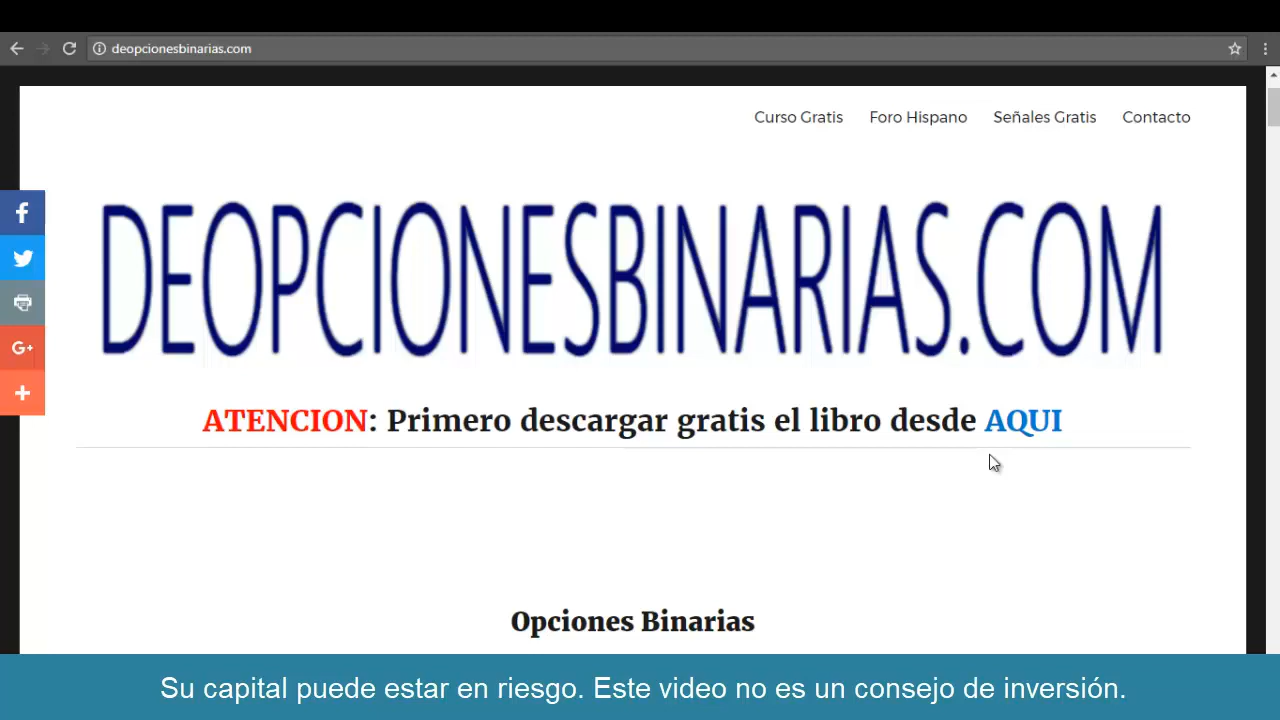 deopcionesbinarias.com
Curso Gratis Foro Hispano Señales Gratis Contacto
DEOPCIONESBINARIAS.COM
ATENCION: Primero descargar gratis el libro desde AQUI
Opciones Binarias
Su capital puede estar en riesgo. Este video no es un consejo de inversión.